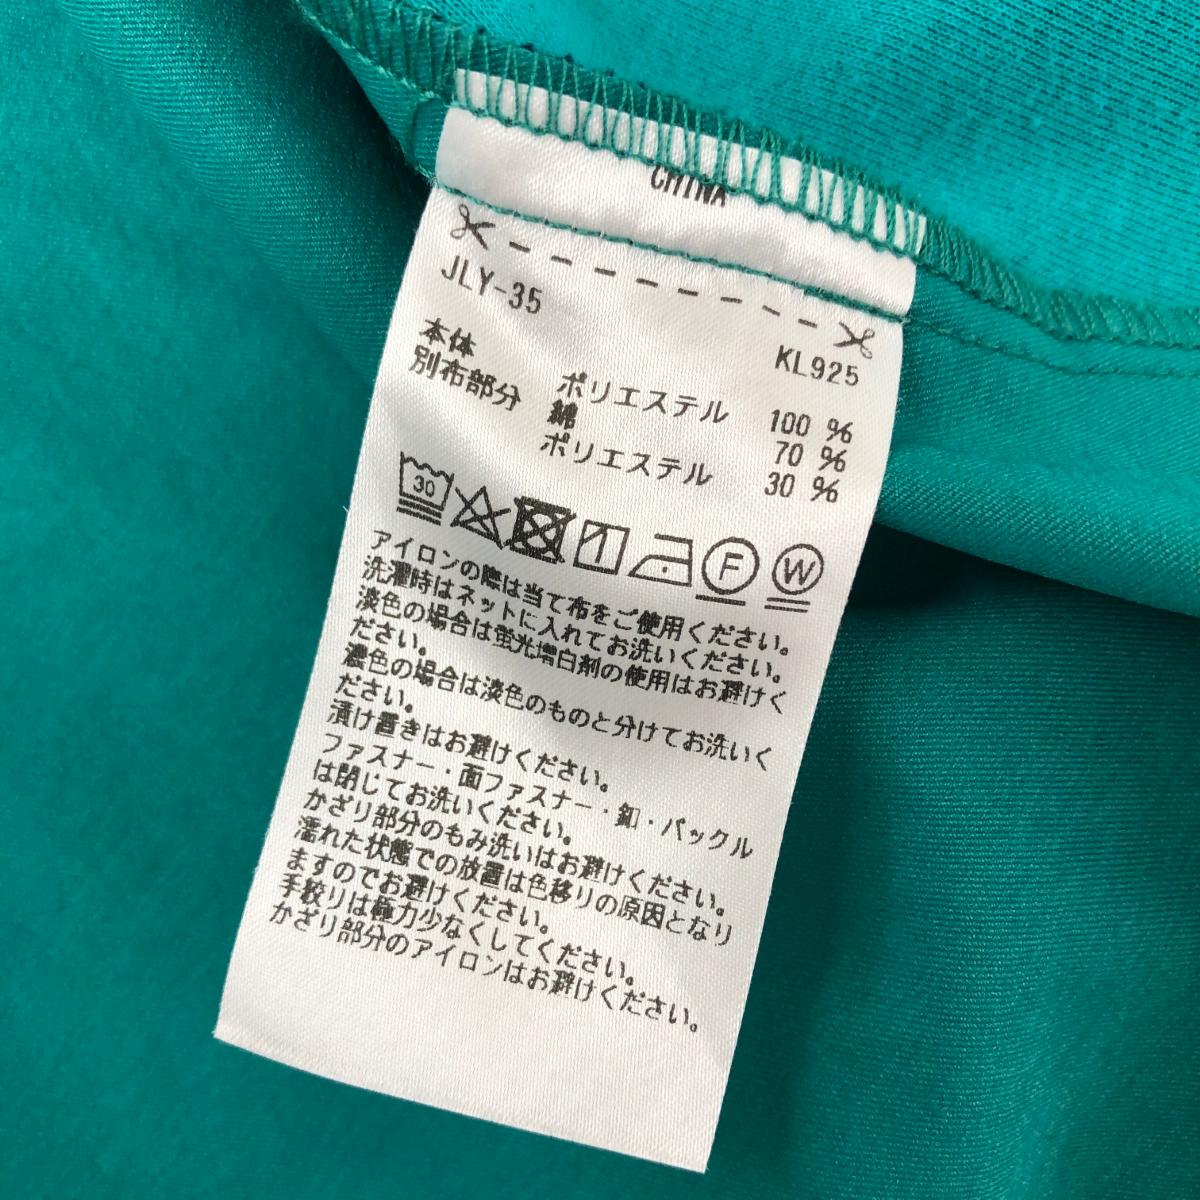 CHINA
JLY-35
KL925
本体 ポリエステル 100 %
別布部分 綿 70 %
ポリエステル 30 %
30 F W
アイロンの際は当て布をご使用ください。
洗濯時はネットに入れてお洗いください。
淡色の場合は蛍光増白剤の使用はお避けく
ださい。
濃色の場合は淡色のものと分けてお洗いく
ださい。
漬け置きはお避けください。
ファスナー・面ファスナー・釦・バックル
は閉じてお洗いください。
かざり部分のもみ洗いはお避けください。
濡れた状態での放置は色移りの原因となり
ますのでお避けください。
手絞りは極力少なくしてください。
かざり部分のアイロンはお避けください。